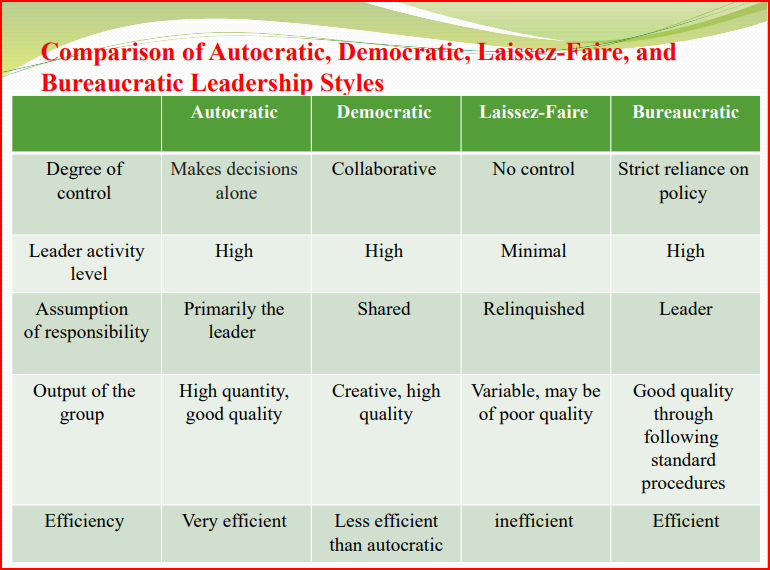 Comparison of Autocratic, Democratic, Laissez-Faire, and
Bureaucratic Leadership Styles
Autocratic Democratic Laissez-Faire Bureaucratic
Degree of control Makes decisions alone Collaborative No control Strict reliance on policy
Leader activity level High High Minimal High
Assumption of responsibility Primarily the leader Shared Relinquished Leader
Output of the group High quantity, good quality Creative, high quality Variable, may be of poor quality Good quality through following standard procedures
Efficiency Very efficient Less efficient than autocratic inefficient Efficient